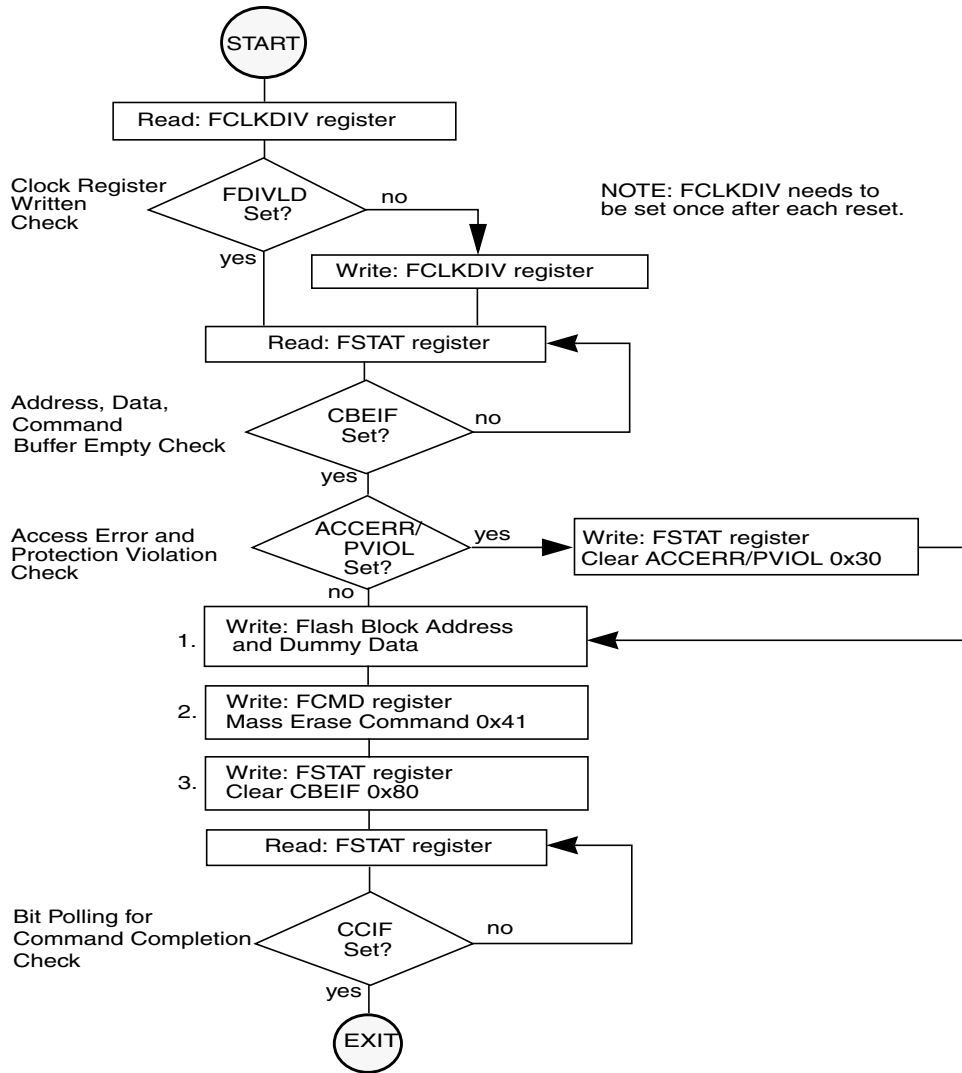 START
Read: FCLKDIV register
Clock Register
Written
Check
FDIVLD
Set?
no
yes
NOTE: FCLKDIV needs to
be set once after each reset.
Write: FCLKDIV register
Read: FSTAT register
Address, Data,
Command
Buffer Empty Check
CBEIF
Set?
no
yes
Access Error and
Protection Violation
Check
ACCERR/
PVIOL
Set?
yes
no
Write: FSTAT register
Clear ACCERR/PVIOL 0x30
1.
Write: Flash Block Address
and Dummy Data
2.
Write: FCMD register
Mass Erase Command 0x41
3.
Write: FSTAT register
Clear CBEIF 0x80
Read: FSTAT register
Bit Polling for
Command Completion
Check
CCIF
Set?
no
yes
EXIT